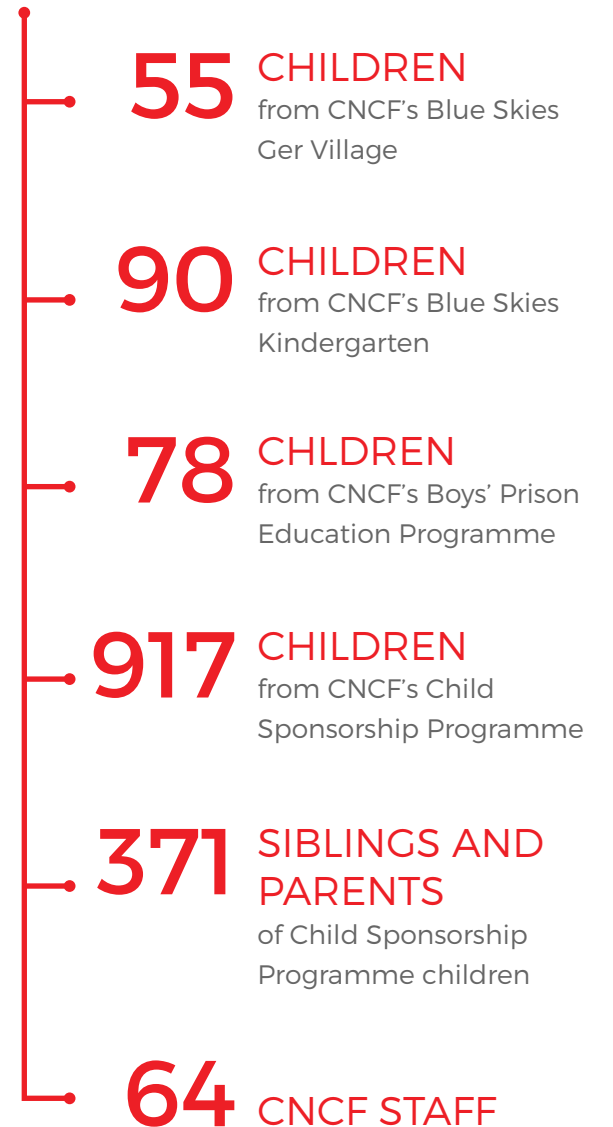 55 CHILDREN
from CNCF’s Blue Skies
Ger Village
90 CHILDREN
from CNCF’s Blue Skies
Kindergarten
78 CHLDREN
from CNCF’s Boys’ Prison
Education Programme
917 CHILDREN
from CNCF’s Child
Sponsorship Programme
371 SIBLINGS AND
PARENTS
of Child Sponsorship
Programme children
64 CNCF STAFF